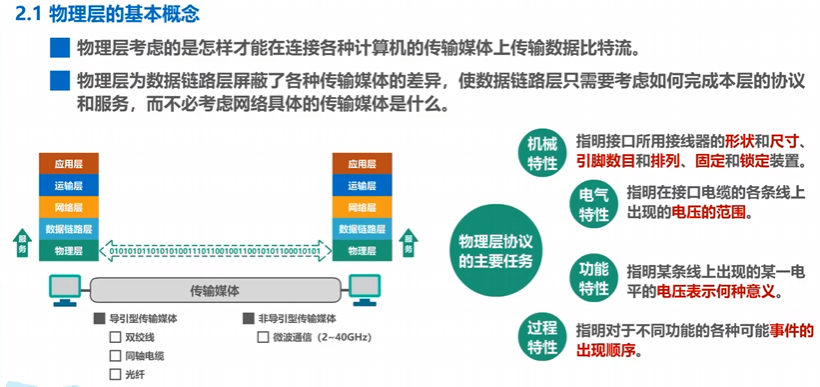 2.1 物理层的基本概念
物理层考虑的是怎样才能在连接各种计算机的传输媒体上传输数据比特流。
物理层为数据链路层屏蔽了各种传输媒体的差异，使数据链路层只需要考虑如何完成本层的协议
和服务，而不必考虑网络具体的传输媒体是什么。
应用层
运输层
网络层
数据链路层
物理层
服务
应用层
运输层
网络层
数据链路层
物理层
服务
传输媒体
导引型传输媒体
双绞线
同轴电缆
光纤
非导引型传输媒体
微波通信（2~40GHz）
物理层协议
的主要任务
机械
特性
指明接口所用接线器的形状和尺寸、
引脚数目和排列、固定和锁定装置。
电气
特性
指明在接口电缆的各条线上
出现的电压的范围。
功能
特性
指明某条线上出现的某一电
平的电压表示何种意义。
过程
特性
指明对于不同功能的各种可能事件的
出现顺序。